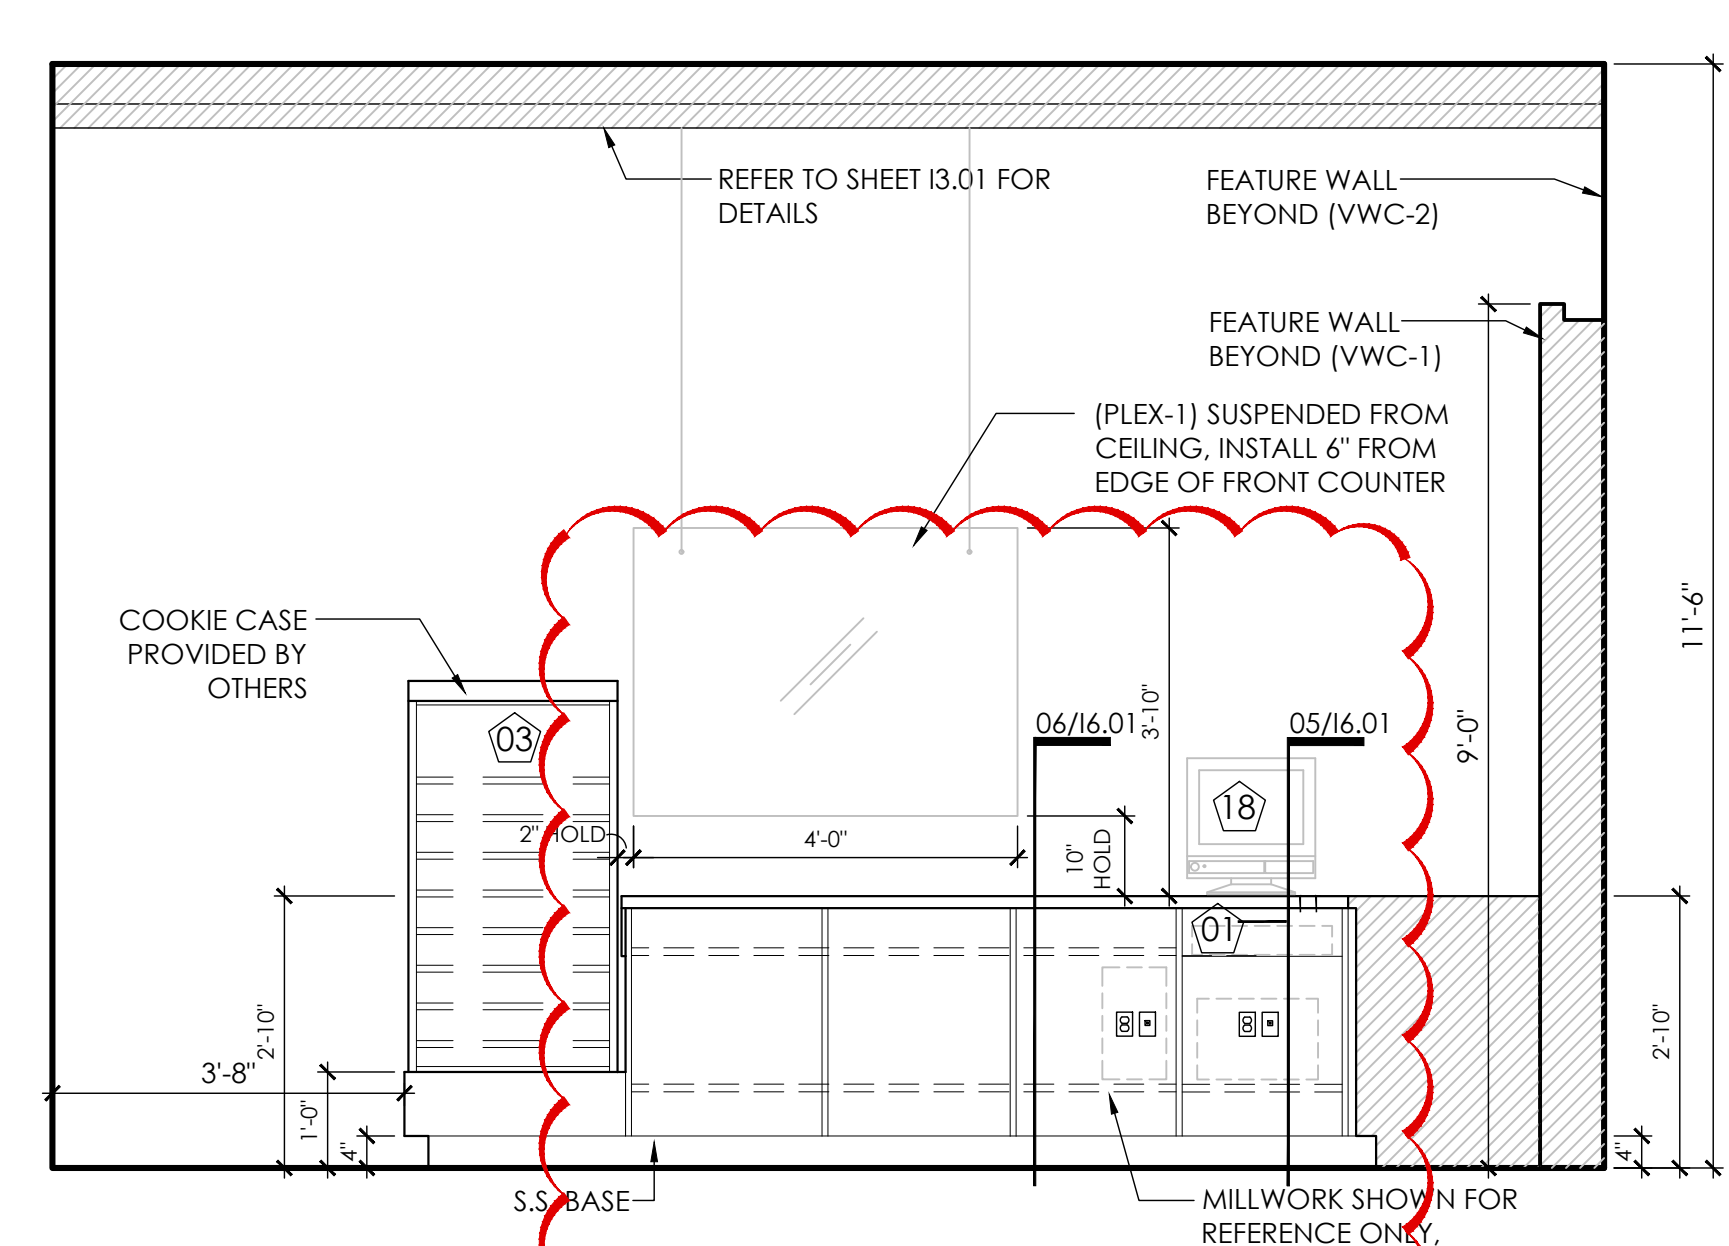 REFER TO SHEET I3.01 FOR
DETAILS
FEATURE WALL
BEYOND (VWC-2)
FEATURE WALL
BEYOND (VWC-1)
(PLEX-1) SUSPENDED FROM
CEILING, INSTALL 6" FROM
EDGE OF FRONT COUNTER
COOKIE CASE
PROVIDED BY
OTHERS
11'-6"
9'-0"
3'-10"
03
06/I6.01
05/I6.01
18
2" HOLD
4'-0"
10"
HOLD
01
2'-10"
3'-8"
1'-0"
4"
2'-10"
4"
S.S. BASE
MILLWORK SHOWN FOR
REFERENCE ONLY,